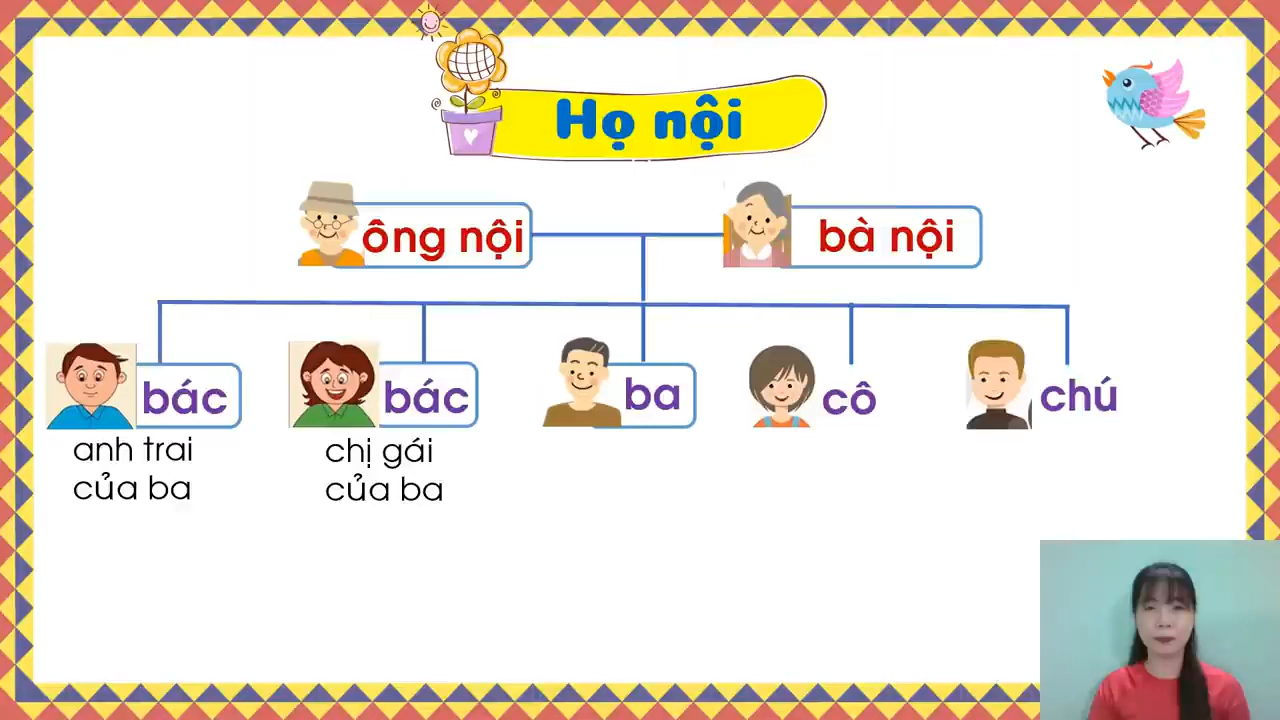 Họ nội
ông nội
bà nội
bác
bác
ba
cô
chú
anh trai
của ba
chị gái
của ba